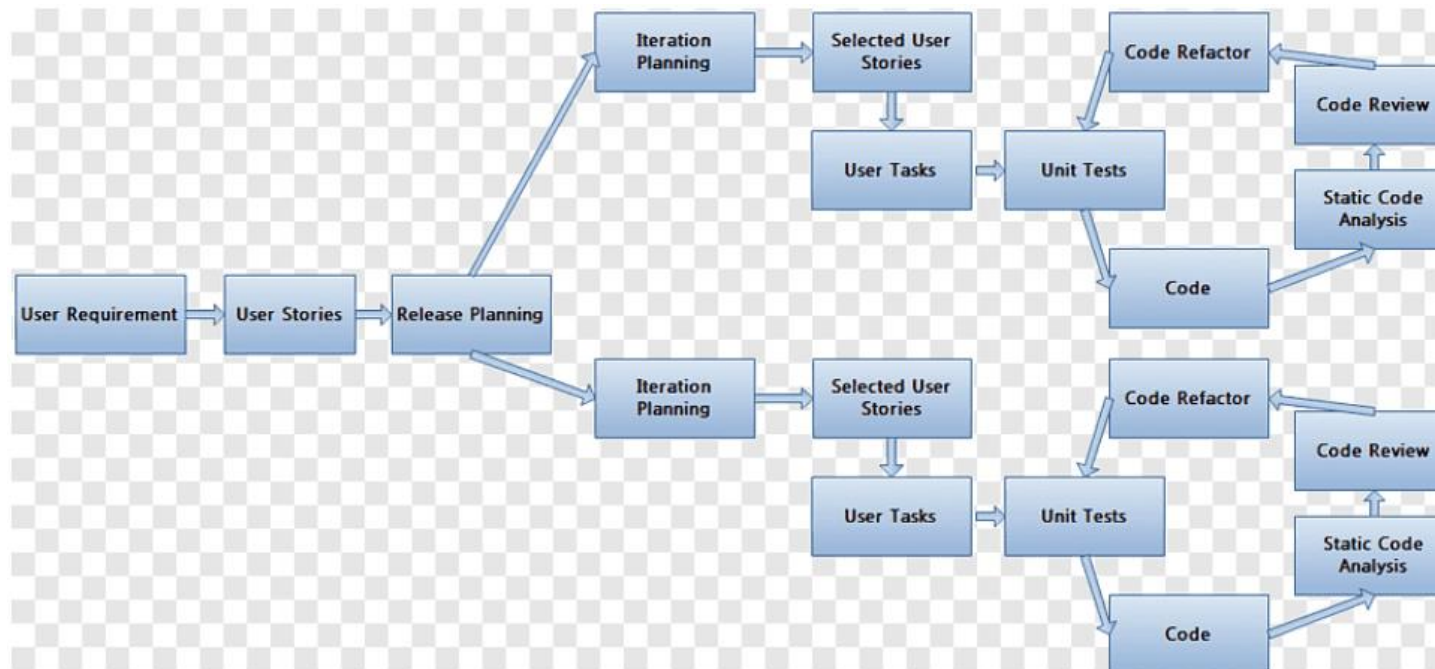 Iteration
Planning
Selected User
Stories
Code Refactor
Code Review
User Tasks
Unit Tests
Static Code
Analysis
Code
User Requirement
User Stories
Release Planning
Iteration
Planning
Selected User
Stories
Code Refactor
Code Review
User Tasks
Unit Tests
Static Code
Analysis
Code